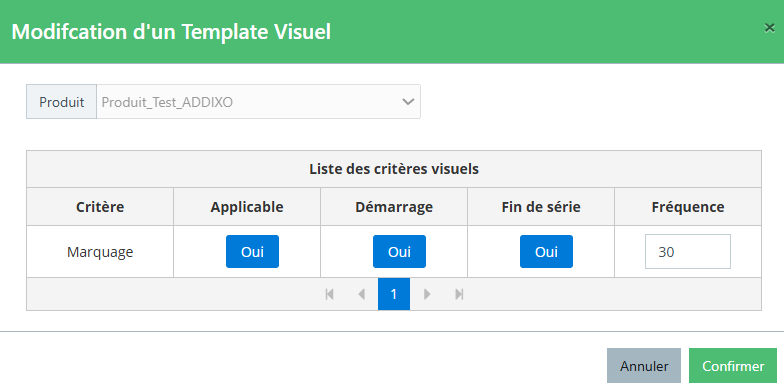 Modifcation d'un Template Visuel
Produit Produit_Test_ADDIXO
Liste des critères visuels
Critère Applicable Démarrage Fin de série Fréquence
Marquage Oui Oui Oui 30
1
Annuler Confirmer